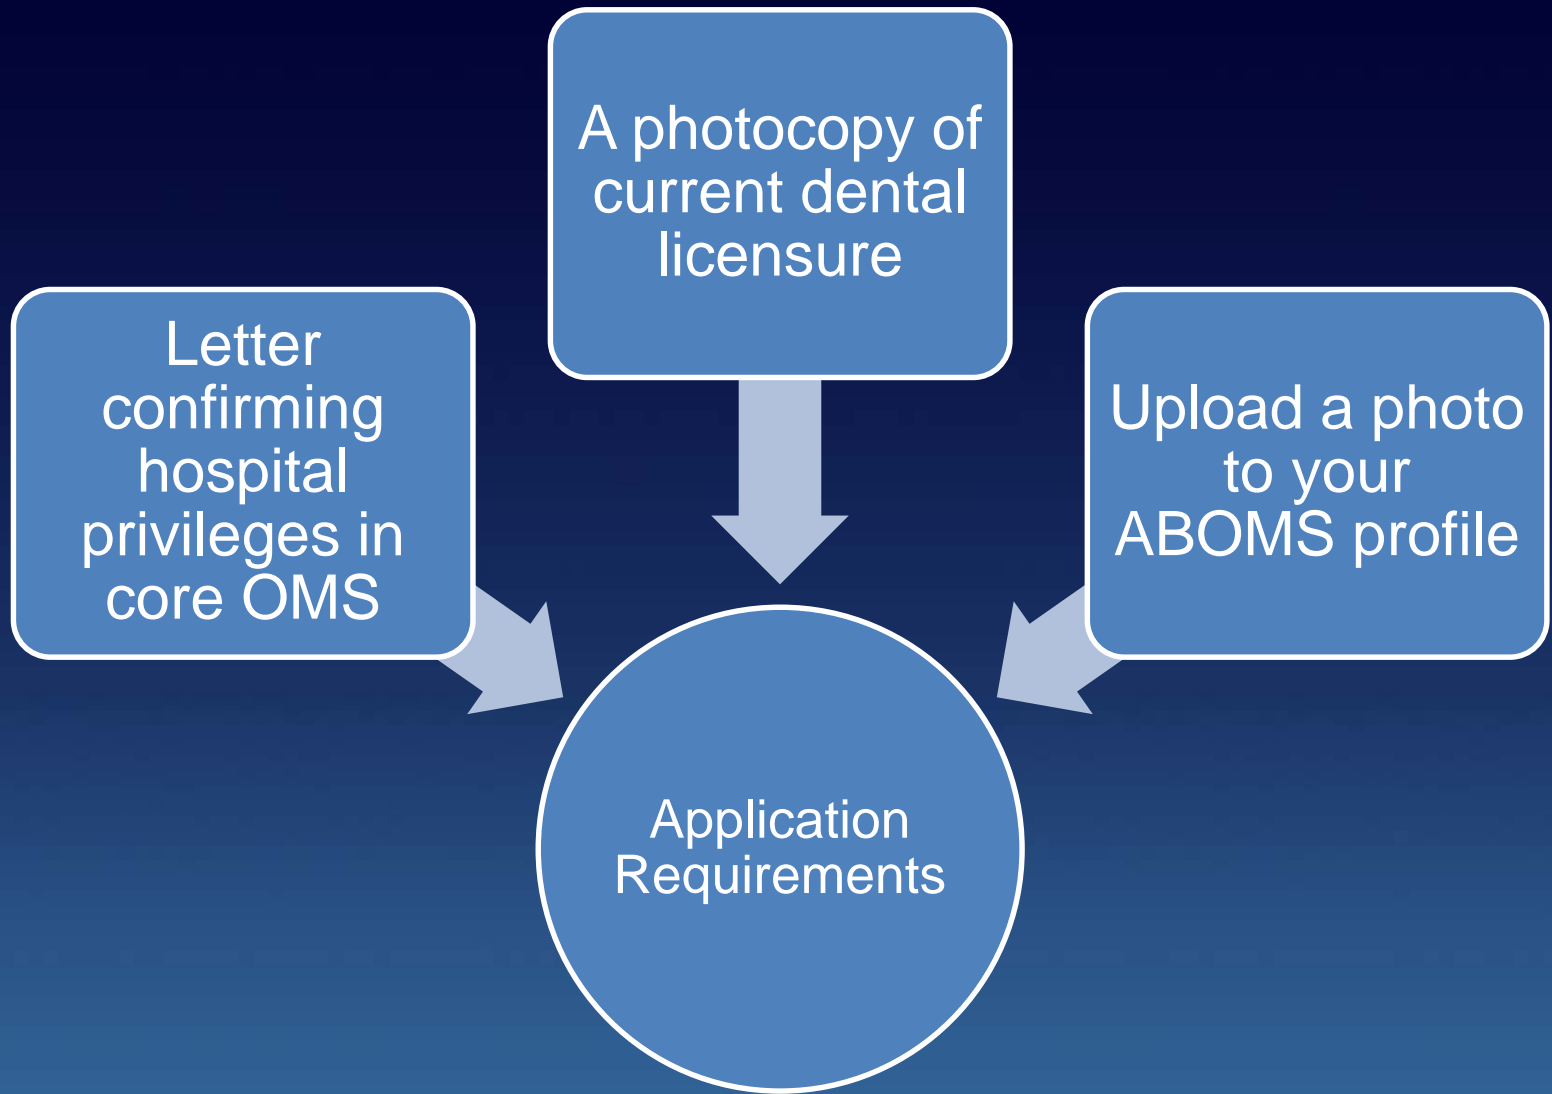 A photocopy of
current dental
licensure
Letter
confirming
hospital
privileges in
core OMS
Upload a photo
to your
ABOMS profile
Application
Requirements